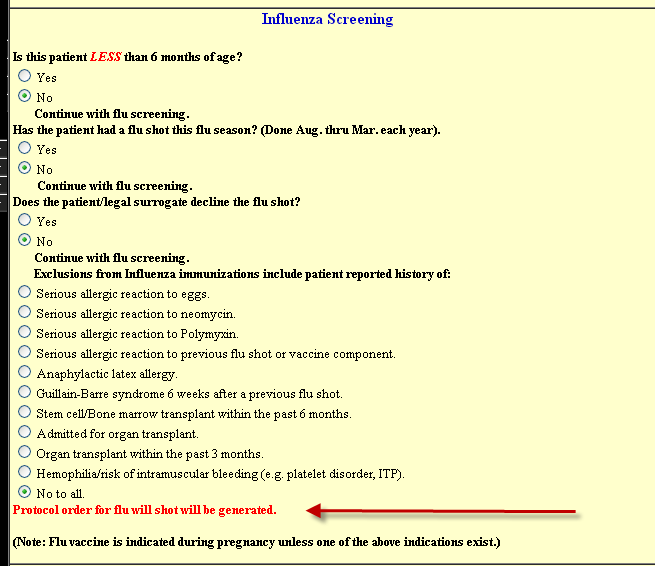 Influenza Screening
Is this patient LESS than 6 months of age?
Yes
No
Continue with flu screening.
Has the patient had a flu shot this flu season? (Done Aug. thru Mar. each year).
Yes
No
Continue with flu screening.
Does the patient/legal surrogate decline the flu shot?
Yes
No
Continue with flu screening.
Exclusions from Influenza immunizations include patient reported history of:
Serious allergic reaction to eggs.
Serious allergic reaction to neomycin.
Serious allergic reaction to Polymyxin.
Serious allergic reaction to previous flu shot or vaccine component.
Anaphylactic latex allergy.
Guillain-Barre syndrome 6 weeks after a previous flu shot.
Stem cell/Bone marrow transplant within the past 6 months.
Admitted for organ transplant.
Organ transplant within the past 3 months.
Hemophilia/risk of intramuscular bleeding (e.g. platelet disorder, ITP).
No to all.
Protocol order for flu will shot will be generated.
(Note: Flu vaccine is indicated during pregnancy unless one of the above indications exist.)